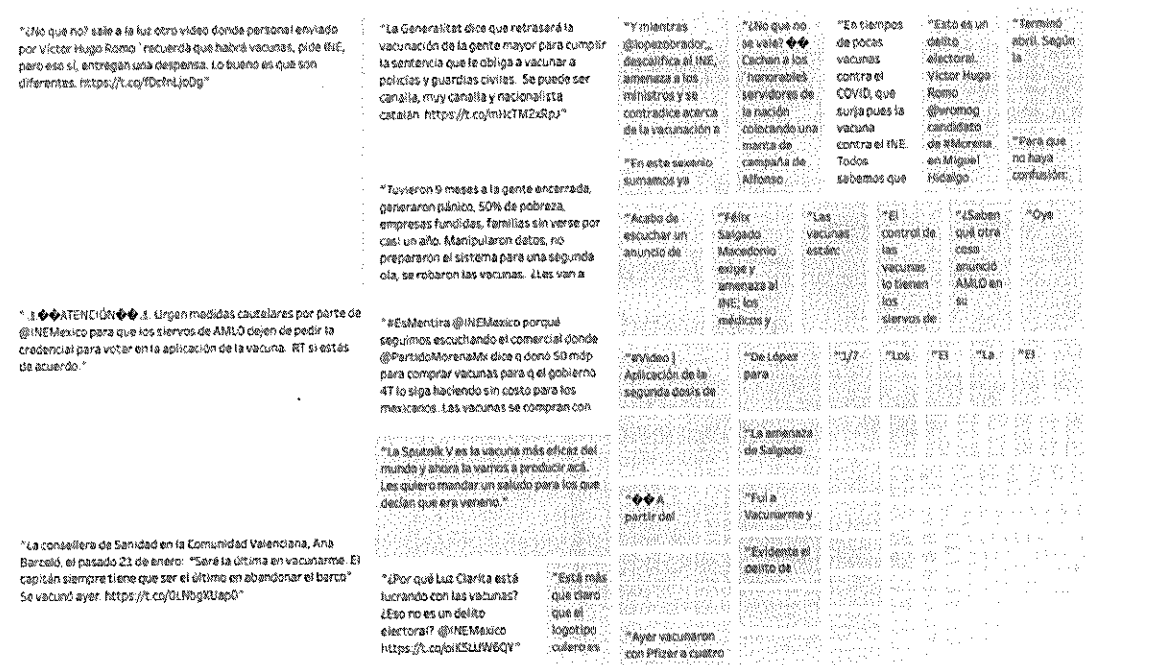 "¿No que no? sale a la luz otro video donde personal enviado
por Víctor Hugo Romo recuerda que habrá vacunas, pide INE,
pero eso sí, entregan una despensa. Lo bueno es que son
diferentes.
"⚠��ATENCIÓN��⚠ Urgen medidas cautelares por parte de
@INEMexico para que los siervos de AMLO dejen de pedir la
credencial para votar en la aplicación de la vacuna. RT si estás
de acuerdo."
"La consellera de Sanidad en la Comunidad Valenciana, Ana
Barceló, el pasado 21 de enero: "Seré la última en vacunarme. El
capitán siempre tiene que ser el último en abandonar el barco"
Se vacunó ayer. https://t.co/0LNbgXUap0"
"La Generalitat dice que retrasará la
vacunación de la gente mayor para cumplir
la sentencia que le obliga a vacunar a
policías y guardias civiles. Se puede ser
canalla, muy canalla y nacionalista
catalán. https://t.co/mHcTM2xRpJ"
"Tuvieron 9 meses a la gente encerrada,
generaron pánico, 50% de pobreza,
empresas fundidas, familias sin verse por
casi un año. Manipularon datos, no
prepararon el sistema para una segunda
ola, se robaron las vacunas. ¿Les van a
"#EsMentira @INEMexico porqué
seguimos escuchando el comercial donde
@PartidoMorenaMx dice q donó 50 mdp
para comprar vacunas para q el gobierno
4T lo siga haciendo sin costo para los
mexicanos. Las vacunas se compran con
"La Sputnik V es la vacuna más eficaz del
mundo y ahora la vamos a producir acá.
Les quiero mandar un saludo para los que
decían que era veneno."
"¿Por qué Luz Clarita está
lucrando con las vacunas?
¿Eso no es un delito
electoral? @INEMexico
https://t.co/oiKSLUW6QY"
"Está más
que claro
que el
logotipo
culero es
"Y mientras
@lopezobrador_
descalifica al INE,
amenaza a los
ministros y se
contradice acerca
de la vacunación a
"En este sexenio
sumamos ya
"¿No que no
se vale? ��
Cachan a los
"honorables
servidores de
la nación
colocando una
manta de
campaña de
Alfonso
"En tiempos
de pocas
vacunas
contra el
COVID, que
surja pues la
vacuna
contra el INE.
Todos
sabemos que
"Esto es un
delito
electoral.
Víctor Hugo
Romo
@vromog
candidato
de #Morena
en Miguel
Hidalgo
"Terminó
abril. Según
la
"Para que
no haya
confusión:
"Acabo de
escuchar un
anuncio de
"Félix
Salgado
Macedonio
exige y
amenaza al
INE; los
médicos y
"Las
vacunas
están:
"El
control de
las
vacunas
lo tienen
los
siervos de
"¿Saben
qué otra
cosa
anunció
AMLO en
su
"Oye
"#Video |
Aplicación de la
segunda dosis de
"De López
para
"1/7
"Los
"El
"La
"El
"La amenaza
de Salgado
"��A
partir del
"Fui a
Vacunarme y
"Evidente el
delito de
"Ayer vacunaron
con Pfizer a cuatro